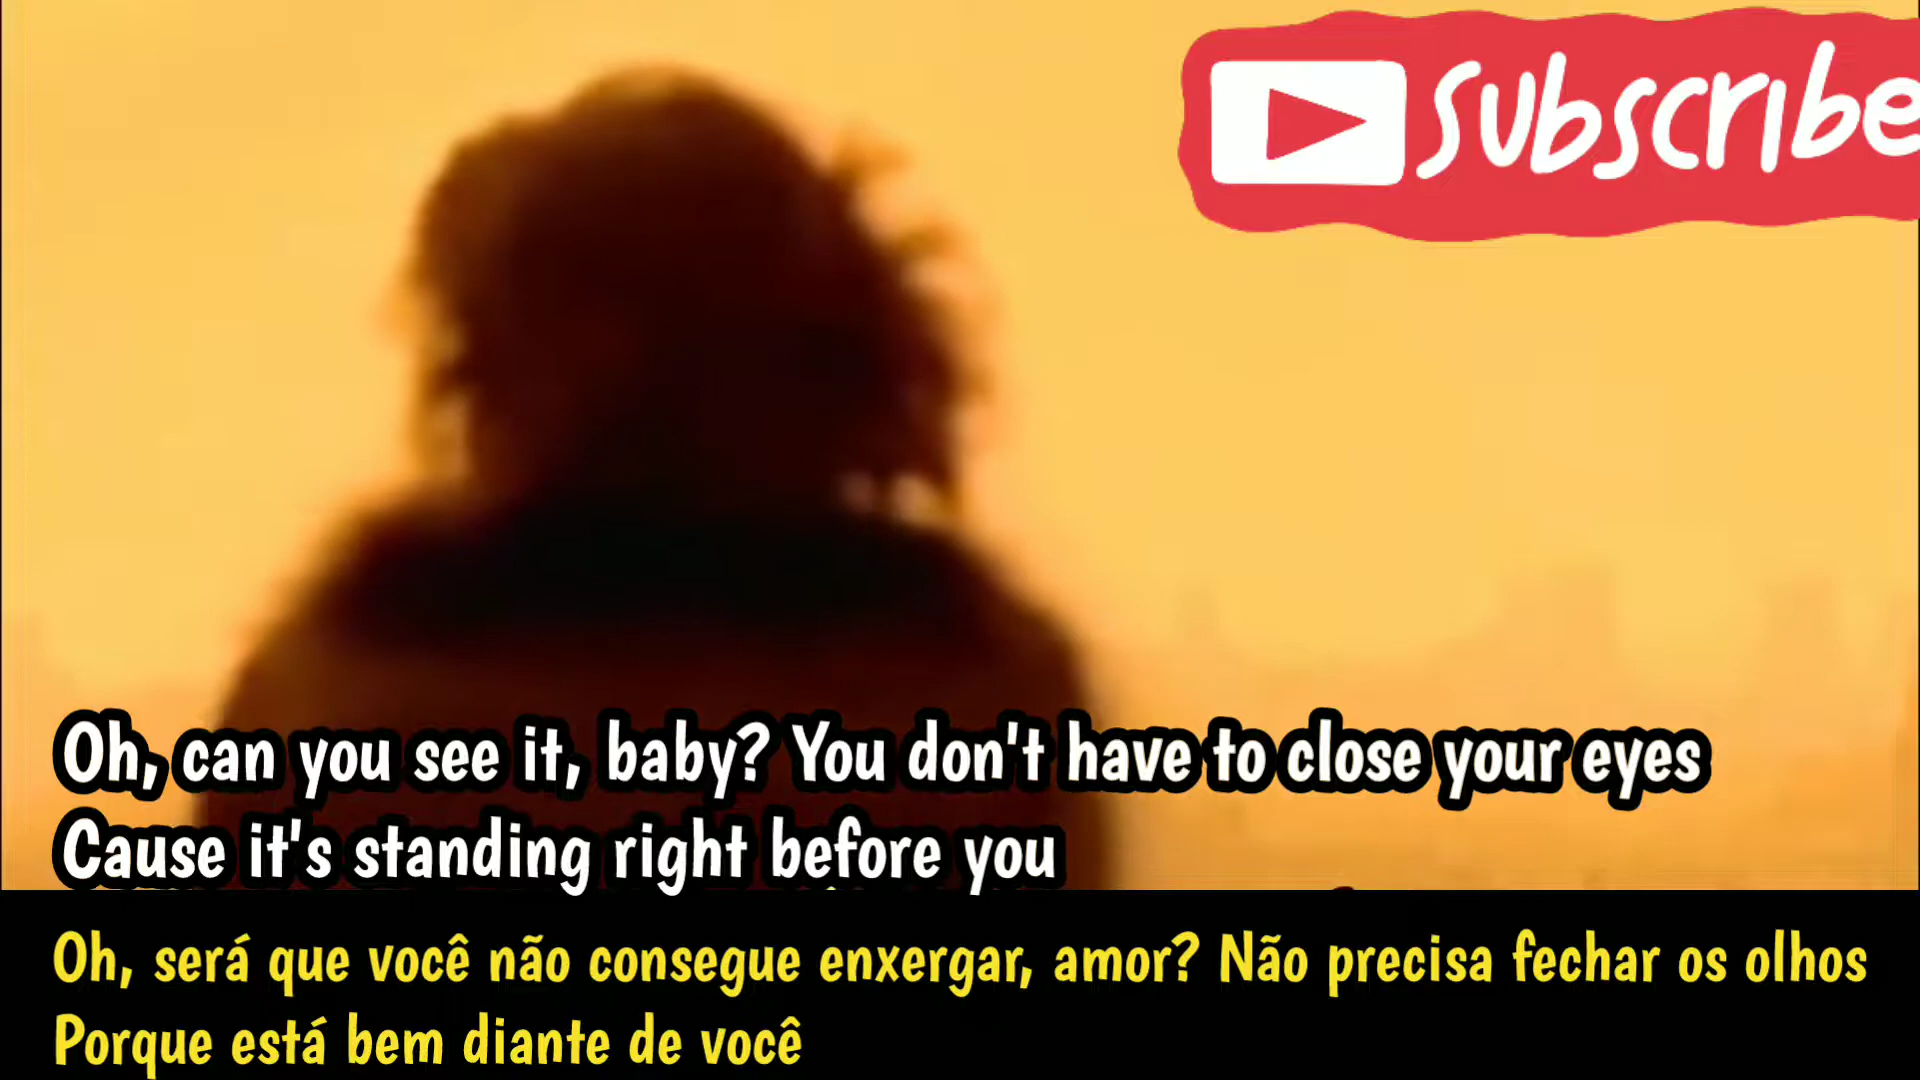 Subscribe
Oh, can you see it, baby? You don't have to close your eyes
Cause it's standing right before you
Oh, será que você não consegue enxergar, amor? Não precisa fechar os olhos
Porque está bem diante de você